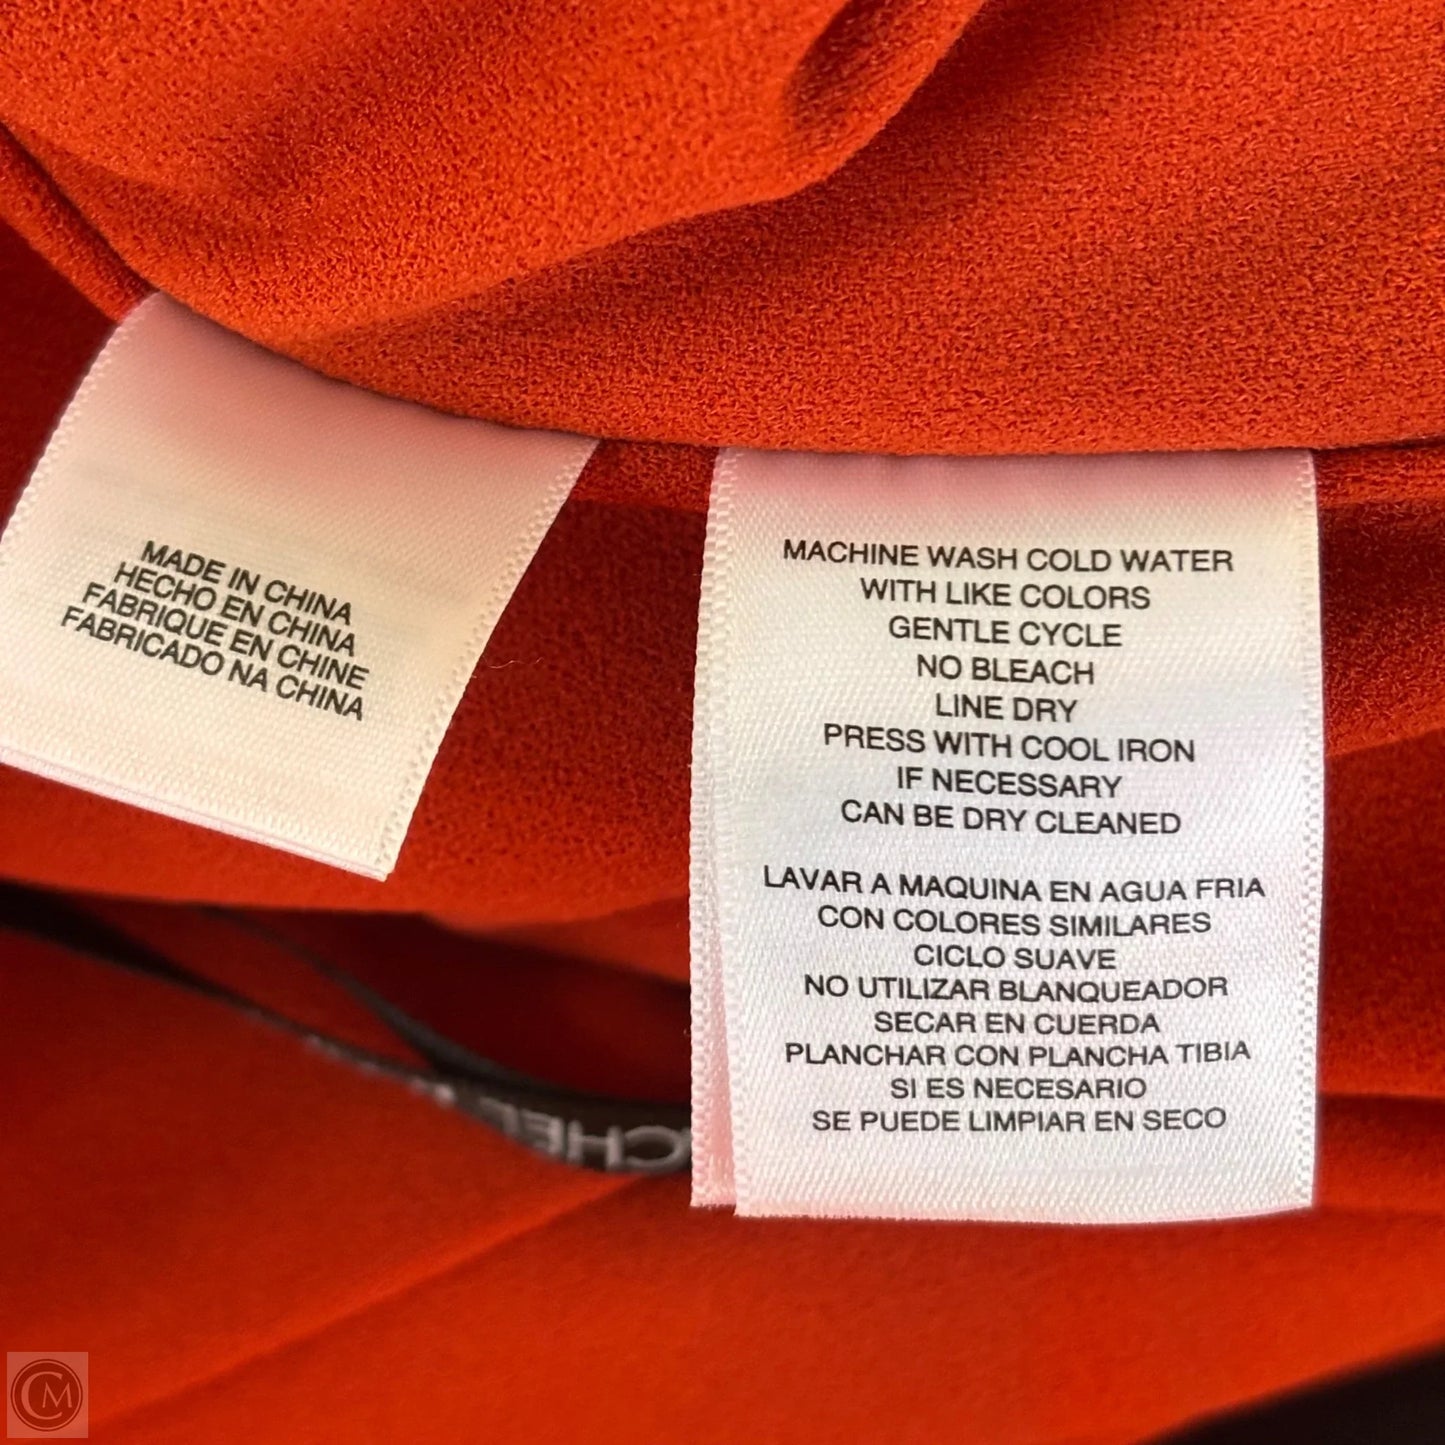 MADE IN CHINA
HECHO EN CHINA
FABRIQUE EN CHINE
FABRICADO NA CHINA
MACHINE WASH COLD WATER
WITH LIKE COLORS
GENTLE CYCLE
NO BLEACH
LINE DRY
PRESS WITH COOL IRON
IF NECESSARY
CAN BE DRY CLEANED
LAVAR A MAQUINA EN AGUA FRIA
CON COLORES SIMILARES
CICLO SUAVE
NO UTILIZAR BLANQUEADOR
SECAR EN CUERDA
PLANCHAR CON PLANCHA TIBIA
SI ES NECESARIO
SE PUEDE LIMPIAR EN SECO
CM